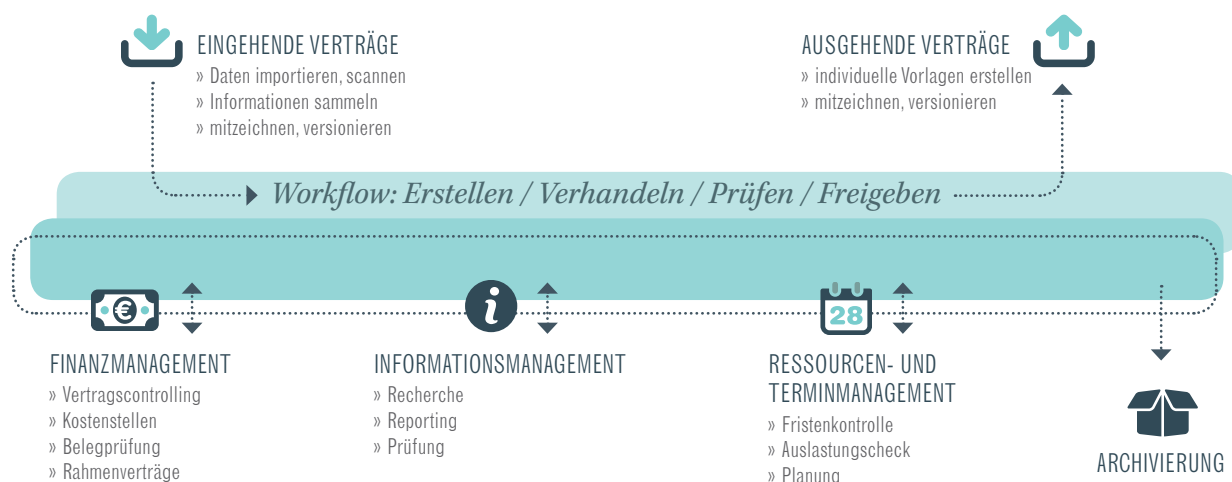 EINGEHENDE VERTRÄGE
» Daten importieren, scannen
» Informationen sammeln
» mitzeichnen, versionieren
AUSGEHENDE VERTRÄGE
» individuelle Vorlagen erstellen
» mitzeichnen, versionieren
Workflow: Erstellen / Verhandeln / Prüfen / Freigeben
€
i
28
FINANZMANAGEMENT
» Vertragscontrolling
» Kostenstellen
» Belegprüfung
» Rahmenverträge
INFORMATIONSMANAGEMENT
» Recherche
» Reporting
» Prüfung
RESSOURCEN- UND
TERMINMANAGEMENT
» Fristenkontrolle
» Auslastungscheck
» Planung
ARCHIVIERUNG